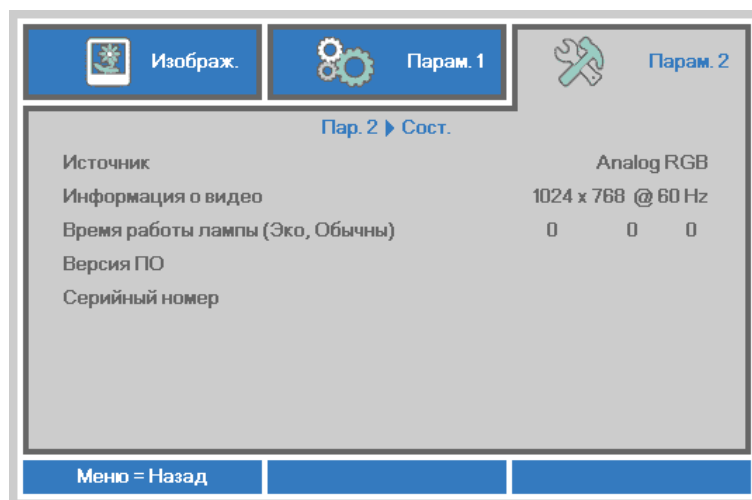 Изображ. Парам. 1 Парам. 2
Пар. 2 Сост.
Источник Analog RGB
Информация о видео 1024 x 768 @ 60 Hz
Время работы лампы (Эко, Обычны) 0 0 0
Версия ПО
Серийный номер
Меню = Назад